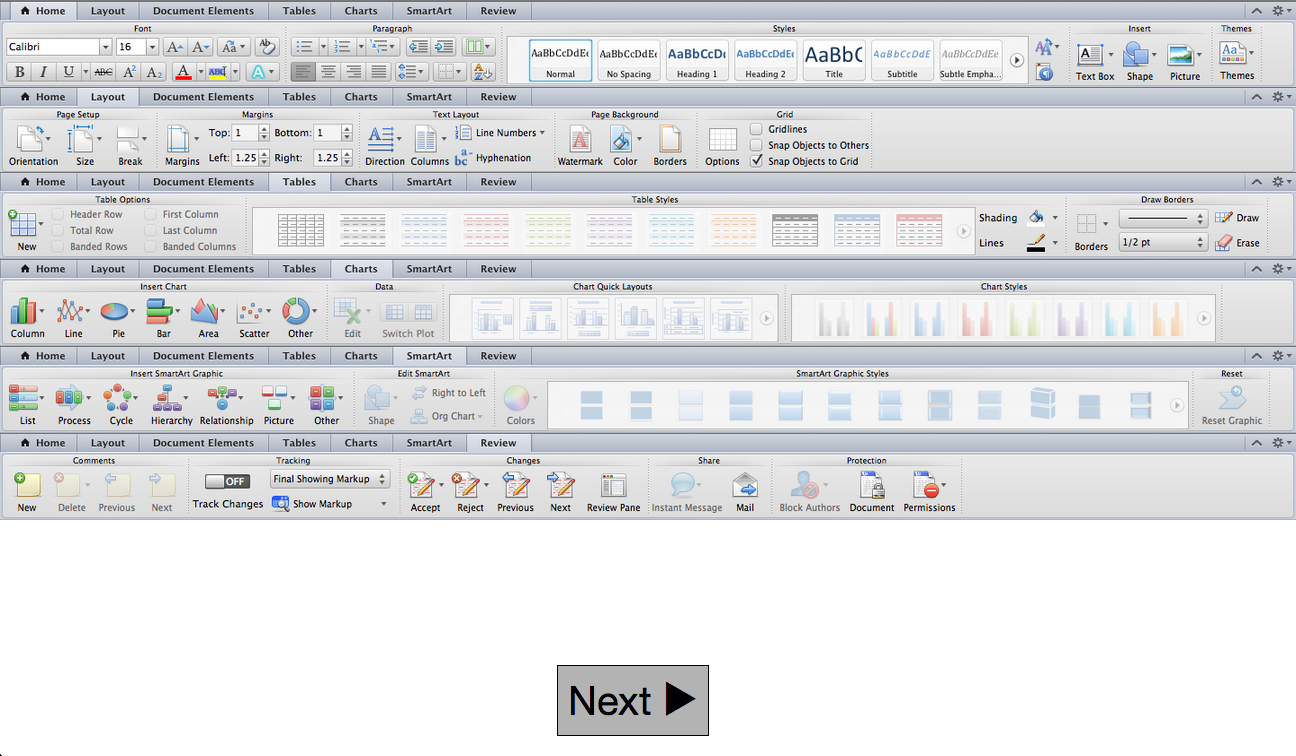 Home Layout Document Elements Tables Charts SmartArt Review
Font Paragraph Styles Insert Themes
Calibri 16 A A Aa Ab AaBbCcDdEe AaBbCcDdEe AaBbCcDd AaBbCcDdEe AaBbC AaBbCcDdE AaBbCcDdEe A Aa
B I U ABC A2 A2 A ABC A Normal No Spacing Heading 1 Heading 2 Title Subtitle Subtle Empha... Text Box Shape Picture Themes
Home Layout Document Elements Tables Charts SmartArt Review
Page Setup Margins Text Layout Page Background Grid
Top: 1 Bottom: 1 Line Numbers Gridlines
Snap Objects to Others
Orientation Size Break Margins Left: 1.25 Right: 1.25 Direction Columns Hyphenation Watermark Color Borders Options Snap Objects to Grid
Home Layout Document Elements Tables Charts SmartArt Review
Table Options Table Styles Draw Borders
Header Row First Column Shading Draw
Total Row Last Column
New Banded Rows Banded Columns Lines Borders 1/2 pt Erase
Home Layout Document Elements Tables Charts SmartArt Review
Insert Chart Data Chart Quick Layouts Chart Styles
Column Line Pie Bar Area Scatter Other Edit Switch Plot
Home Layout Document Elements Tables Charts SmartArt Review
Insert SmartArt Graphic Edit SmartArt SmartArt Graphic Styles Reset
Right to Left
List Process Cycle Hierarchy Relationship Picture Other Shape Org Chart Colors Reset Graphic
Home Layout Document Elements Tables Charts SmartArt Review
Comments Tracking Changes Share Protection
OFF Final Showing Markup
New Delete Previous Next Track Changes Show Markup Accept Reject Previous Next Review Pane Instant Message Mail Block Authors Document Permissions
Next